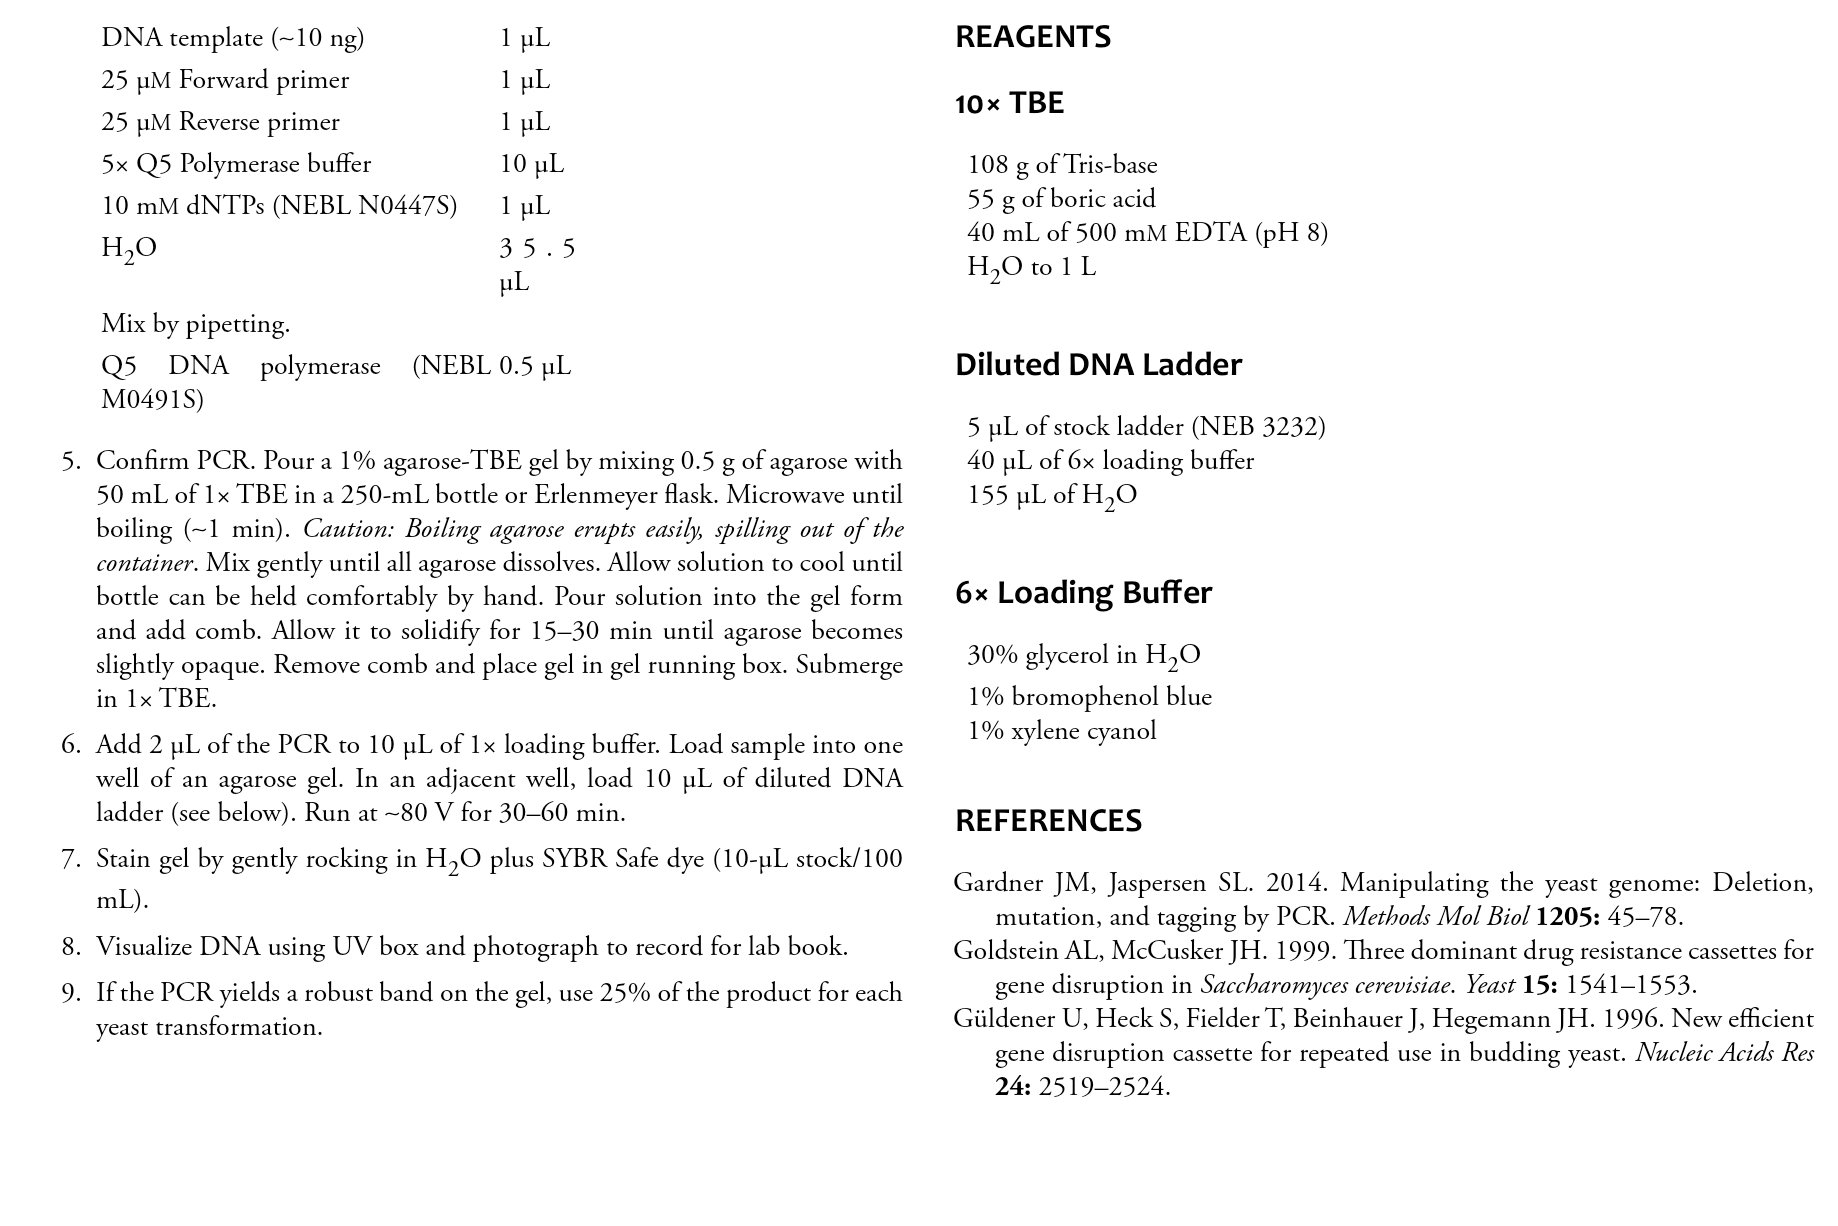 DNA template (~10 ng) 1 µL
25 µM Forward primer 1 µL
25 µM Reverse primer 1 µL
5× Q5 Polymerase buffer 10 µL
10 mM dNTPs (NEBL N0447S) 1 µL
H₂O 3 5 . 5
µL
Mix by pipetting.
Q5 DNA polymerase (NEBL 0.5 µL
M0491S)
5. Confirm PCR. Pour a 1% agarose-TBE gel by mixing 0.5 g of agarose with
50 mL of 1× TBE in a 250-mL bottle or Erlenmeyer flask. Microwave until
boiling (~1 min). Caution: Boiling agarose erupts easily, spilling out of the
container. Mix gently until all agarose dissolves. Allow solution to cool until
bottle can be held comfortably by hand. Pour solution into the gel form
and add comb. Allow it to solidify for 15–30 min until agarose becomes
slightly opaque. Remove comb and place gel in gel running box. Submerge
in 1× TBE.
6. Add 2 µL of the PCR to 10 µL of 1× loading buffer. Load sample into one
well of an agarose gel. In an adjacent well, load 10 µL of diluted DNA
ladder (see below). Run at ~80 V for 30–60 min.
7. Stain gel by gently rocking in H₂O plus SYBR Safe dye (10-µL stock/100
mL).
8. Visualize DNA using UV box and photograph to record for lab book.
9. If the PCR yields a robust band on the gel, use 25% of the product for each
yeast transformation.
REAGENTS
10× TBE
108 g of Tris-base
55 g of boric acid
40 mL of 500 mM EDTA (pH 8)
H₂O to 1 L
Diluted DNA Ladder
5 µL of stock ladder (NEB 3232)
40 µL of 6× loading buffer
155 µL of H₂O
6× Loading Buffer
30% glycerol in H₂O
1% bromophenol blue
1% xylene cyanol
REFERENCES
Gardner JM, Jaspersen SL. 2014. Manipulating the yeast genome: Deletion,
mutation, and tagging by PCR. Methods Mol Biol 1205: 45–78.
Goldstein AL, McCusker JH. 1999. Three dominant drug resistance cassettes for
gene disruption in Saccharomyces cerevisiae. Yeast 15: 1541–1553.
Güldener U, Heck S, Fielder T, Beinhauer J, Hegemann JH. 1996. New efficient
gene disruption cassette for repeated use in budding yeast. Nucleic Acids Res
24: 2519–2524.